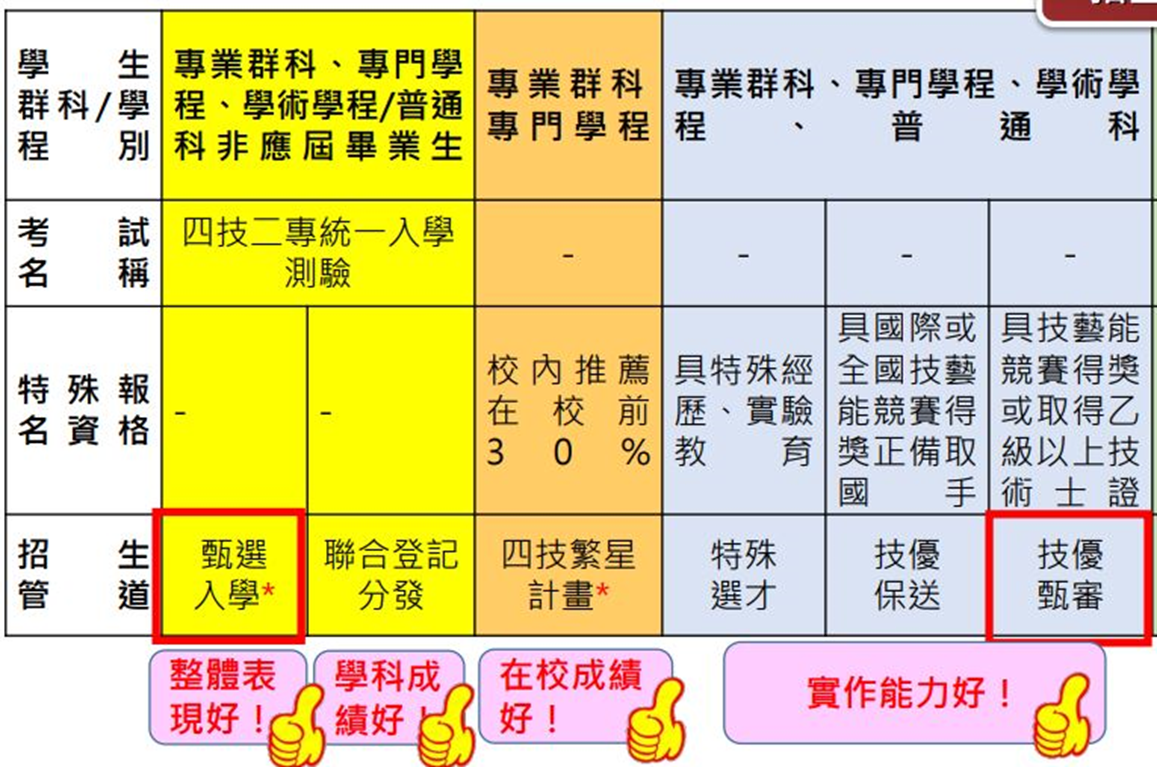 學生
群科/學
程別
專業群科、專門學
程、學術學程/普通
科非應屆畢業生
專業群科
專門學程
專業群科、專門學程、學術學
程、普通科
考試
名稱
四技二專統一入學
測驗
-
-
-
-
特殊報
名資格
-
-
校內推薦
在校前
30%
具特殊經
歷、實驗
教育
具國際或
全國技藝
能競賽得
獎正備取
國手
具技藝能
競賽得獎
或取得乙
級以上技
術士證
招生
管道
甄選
入學*
聯合登記
分發
四技繁星
計畫*
特殊
選才
技優
保送
技優
甄審
整體表
現好！
學科成
績好！
在校成績
好！
實作能力好！